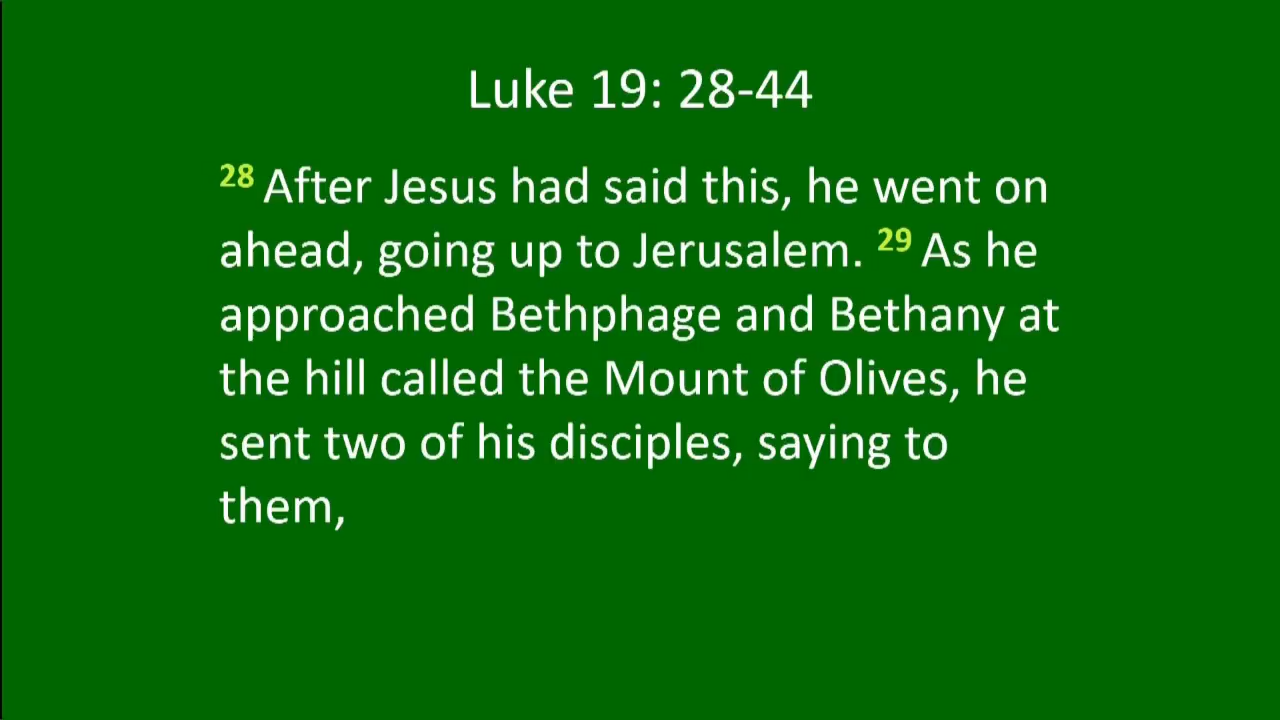 Luke 19: 28-44
28 After Jesus had said this, he went on
ahead, going up to Jerusalem. 29 As he
approached Bethphage and Bethany at
the hill called the Mount of Olives, he
sent two of his disciples, saying to
them,